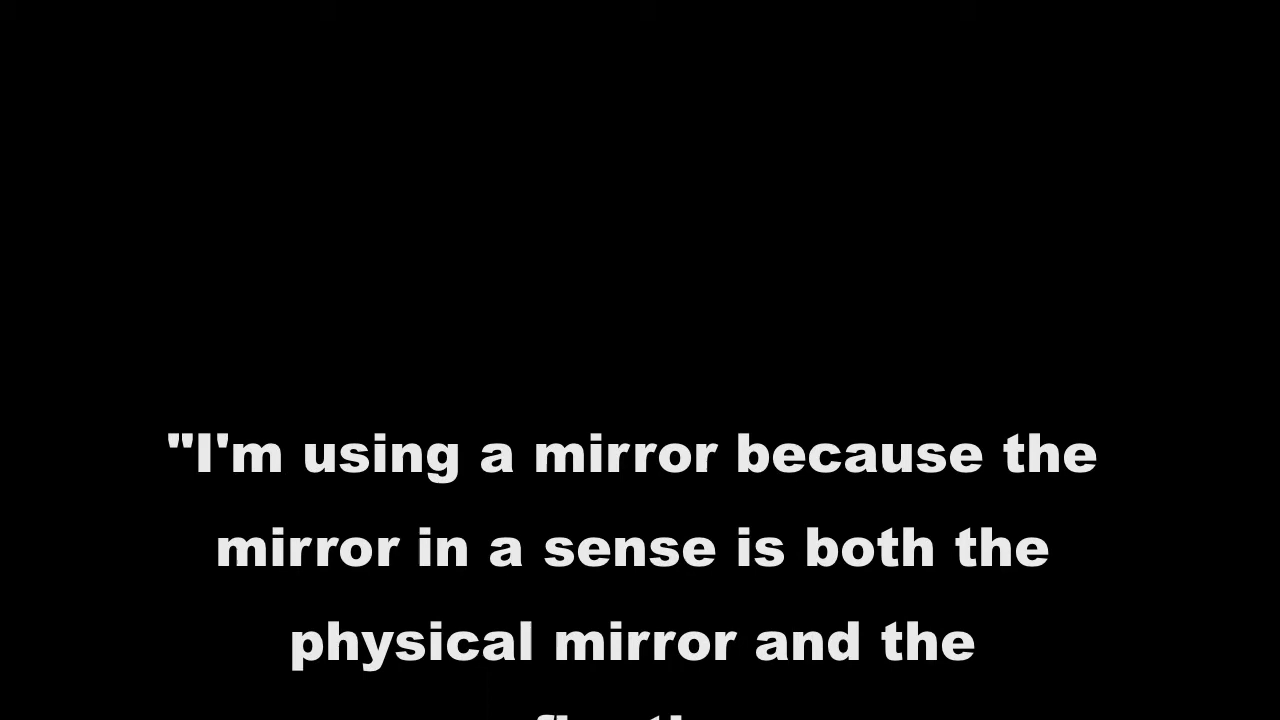 "I'm using a mirror because the
mirror in a sense is both the
physical mirror and the